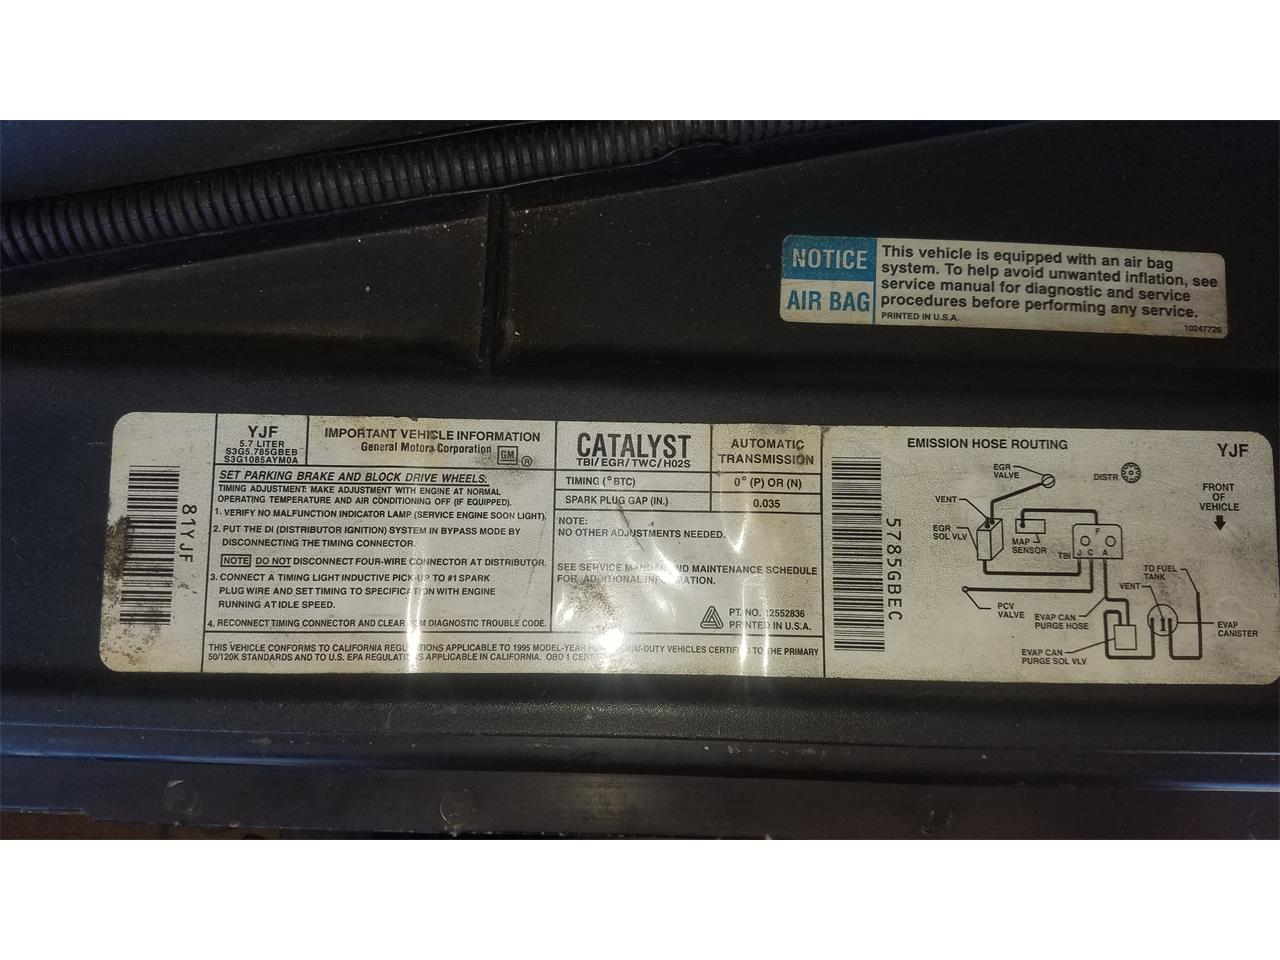 NOTICE
AIR BAG
This vehicle is equipped with an air bag
system. To help avoid unwanted inflation, see
service manual for diagnostic and service
procedures before performing any service.
PRINTED IN U.S.A.
10247726
81YJF
YJF
5.7 LITER
S3G5.785GBEB
S3G1085AYM0A
IMPORTANT VEHICLE INFORMATION
General Motors Corporation GM ®
SET PARKING BRAKE AND BLOCK DRIVE WHEELS.
TIMING ADJUSTMENT: MAKE ADJUSTMENT WITH ENGINE AT NORMAL
OPERATING TEMPERATURE AND AIR CONDITIONING OFF (IF EQUIPPED).
1. VERIFY NO MALFUNCTION INDICATOR LAMP (SERVICE ENGINE SOON LIGHT).
2. PUT THE DI (DISTRIBUTOR IGNITION) SYSTEM IN BYPASS MODE BY
DISCONNECTING THE TIMING CONNECTOR.
NOTE DO NOT DISCONNECT FOUR-WIRE CONNECTOR AT DISTRIBUTOR.
3. CONNECT A TIMING LIGHT INDUCTIVE PICK-UP TO #1 SPARK
PLUG WIRE AND SET TIMING TO SPECIFICATION WITH ENGINE
RUNNING AT IDLE SPEED.
4. RECONNECT TIMING CONNECTOR AND CLEAR DIAGNOSTIC TROUBLE CODE.
CATALYST
TBI/EGR/TWC/HO2S
AUTOMATIC
TRANSMISSION
TIMING (°BTC)
0° (P) OR (N)
SPARK PLUG GAP (IN.)
0.035
NOTE:
NO OTHER ADJUSTMENTS NEEDED.
SEE SERVICE MANUAL AND MAINTENANCE SCHEDULE
FOR ADDITIONAL INFORMATION.
PT. NO. 12552836
PRINTED IN U.S.A.
THIS VEHICLE CONFORMS TO CALIFORNIA REGULATIONS APPLICABLE TO 1995 MODEL-YEAR VEHICLES CERTIFIED TO THE PRIMARY
50/120K STANDARDS AND TO U.S. EPA REGULATIONS APPLICABLE IN CALIFORNIA. OBD 1
5785GBEC
EMISSION HOSE ROUTING
YJF
EGR
VALVE
DISTR
FRONT
OF
VEHICLE
VENT
EGR
SOL VLV
MAP
SENSOR
F
TBI
J C A
TO FUEL
TANK
VENT
PCV
VALVE
EVAP CAN
PURGE HOSE
EVAP
CANISTER
EVAP CAN
PURGE SOL VLV